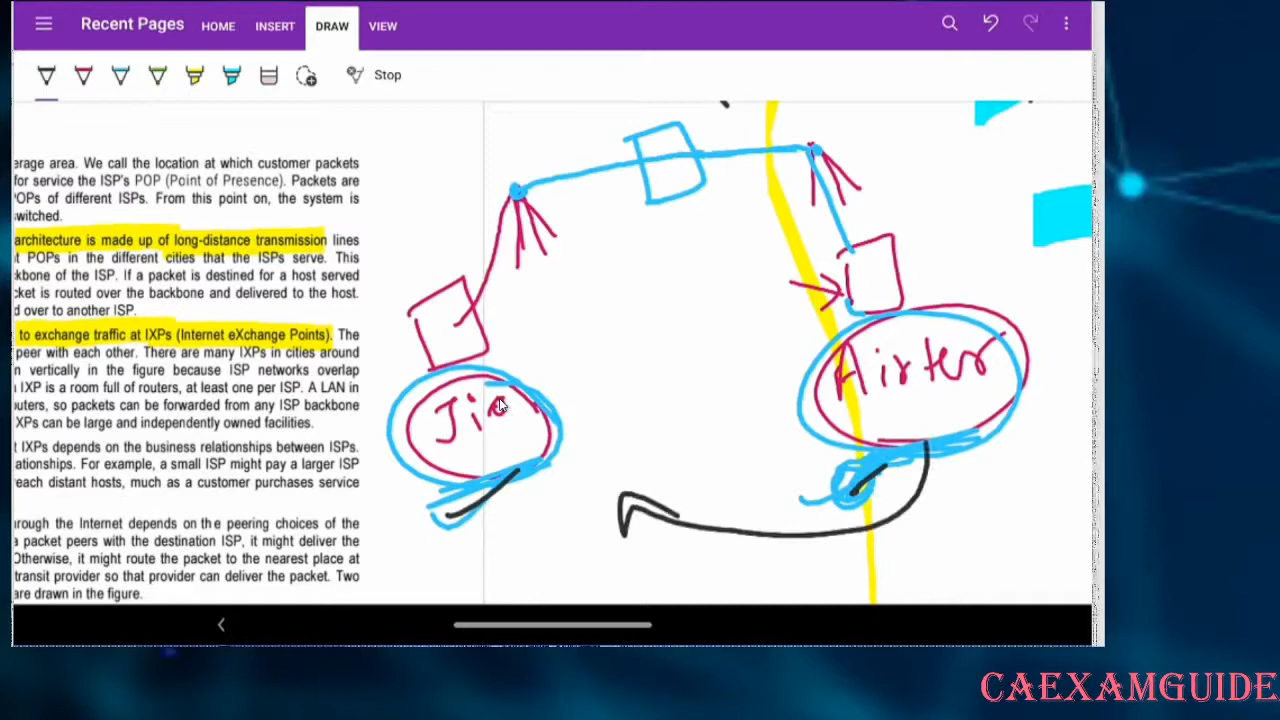 Recent Pages HOME INSERT DRAW VIEW
Stop
erage area. We call the location at which customer packets
for service the ISP's POP (Point of Presence). Packets are
POPs of different ISPs. From this point on, the system is
switched.
architecture is made up of long-distance transmission lines
t POPs in the different cities that the ISPs serve. This
kbone of the ISP. If a packet is destined for a host served
cket is routed over the backbone and delivered to the host.
d over to another ISP.
to exchange traffic at IXPs (Internet eXchange Points). The
peer with each other. There are many IXPs in cities around
n vertically in the figure because ISP networks overlap
IXP is a room full of routers, at least one per ISP. A LAN in
outers, so packets can be forwarded from any ISP backbone
XPs can be large and independently owned facilities.
t IXPs depends on the business relationships between ISPs.
ationships. For example, a small ISP might pay a larger ISP
reach distant hosts, much as a customer purchases service
rough the Internet depends on the peering choices of the
a packet peers with the destination ISP, it might deliver the
Otherwise, it might route the packet to the nearest place at
transit provider so that provider can deliver the packet. Two
are drawn in the figure.
Airter
Jio
CAEXAMGUIDE